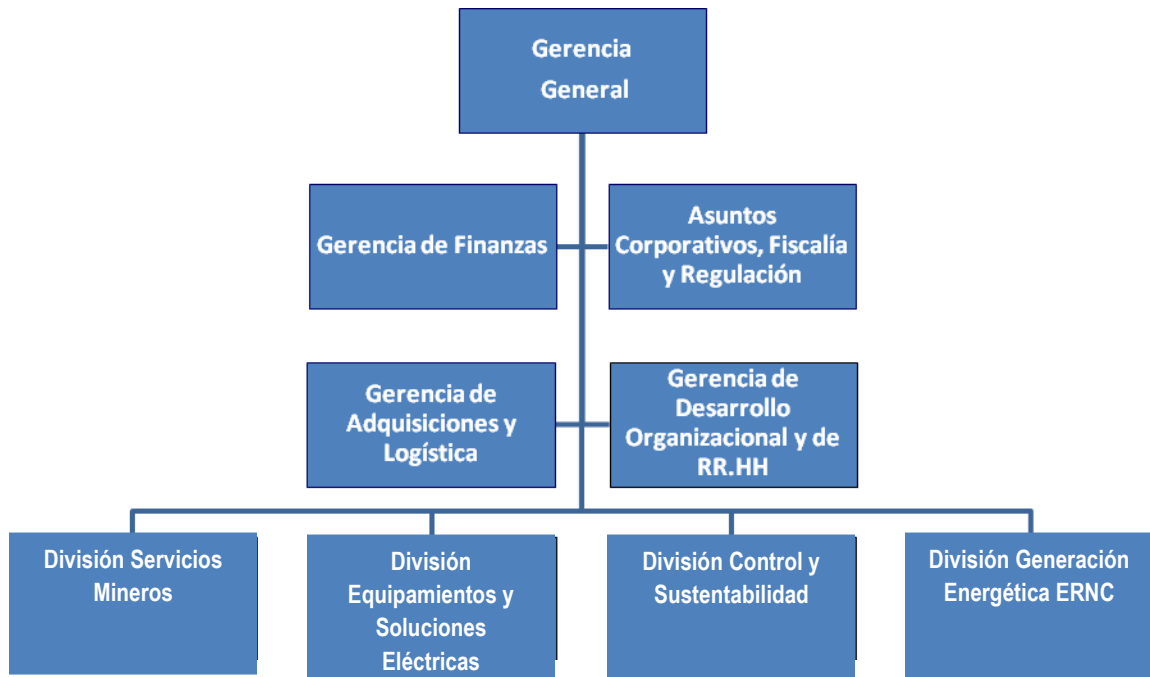 Gerencia
General
Gerencia de Finanzas
Asuntos
Corporativos, Fiscalía
y Regulación
Gerencia de
Adquisiciones y
Logística
Gerencia de
Desarrollo
Organizacional y de
RR.HH
División Servicios
Mineros
División
Equipamientos y
Soluciones
Eléctricas
División Control y
Sustentabilidad
División Generación
Energética ERNC